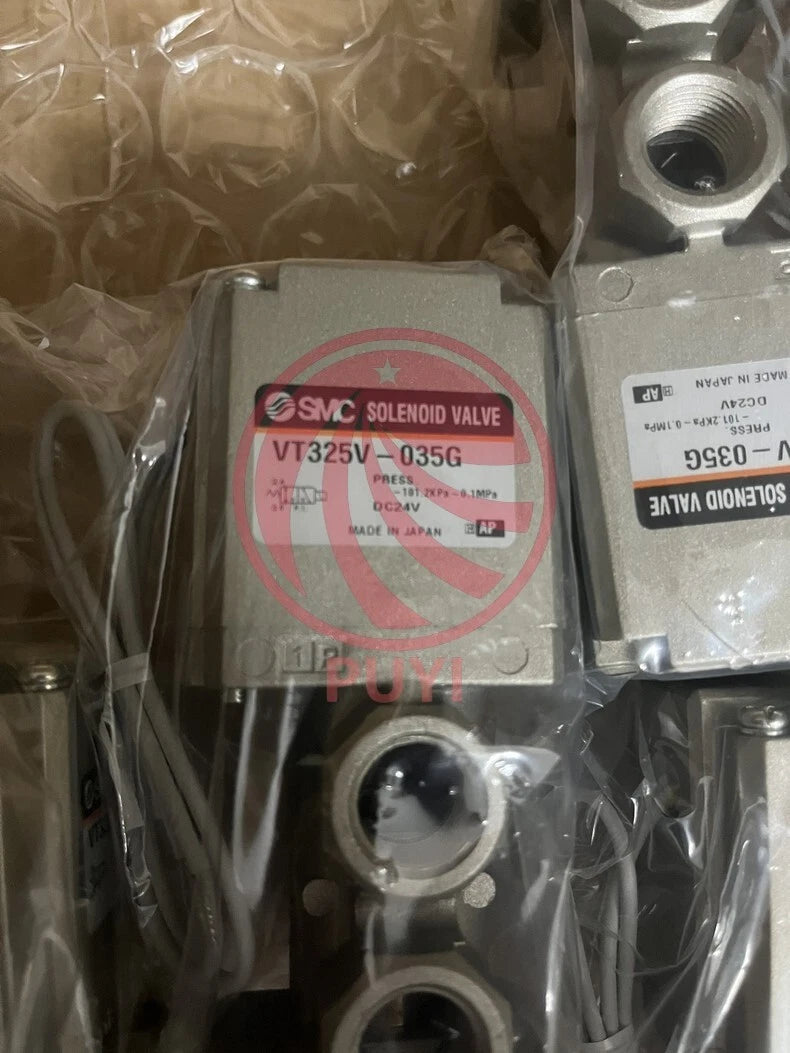 SMC SOLENOID VALVE
VT325V-035G
PRESS
-101.2KPa~0.1MPa
DC24V
MADE IN JAPAN AP
1P
PUYI
SOLENOID VALVE
V-035G
PRESS.
-101.2KPa~0.1MPa
DC24V
MADE IN JAPAN AP